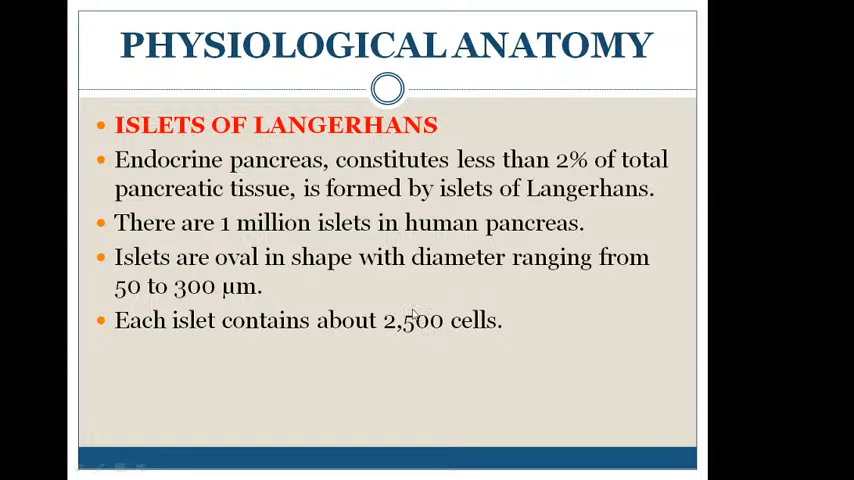 PHYSIOLOGICAL ANATOMY
• ISLETS OF LANGERHANS
• Endocrine pancreas, constitutes less than 2% of total
pancreatic tissue, is formed by islets of Langerhans.
• There are 1 million islets in human pancreas.
• Islets are oval in shape with diameter ranging from
50 to 300 μm.
• Each islet contains about 2,500 cells.